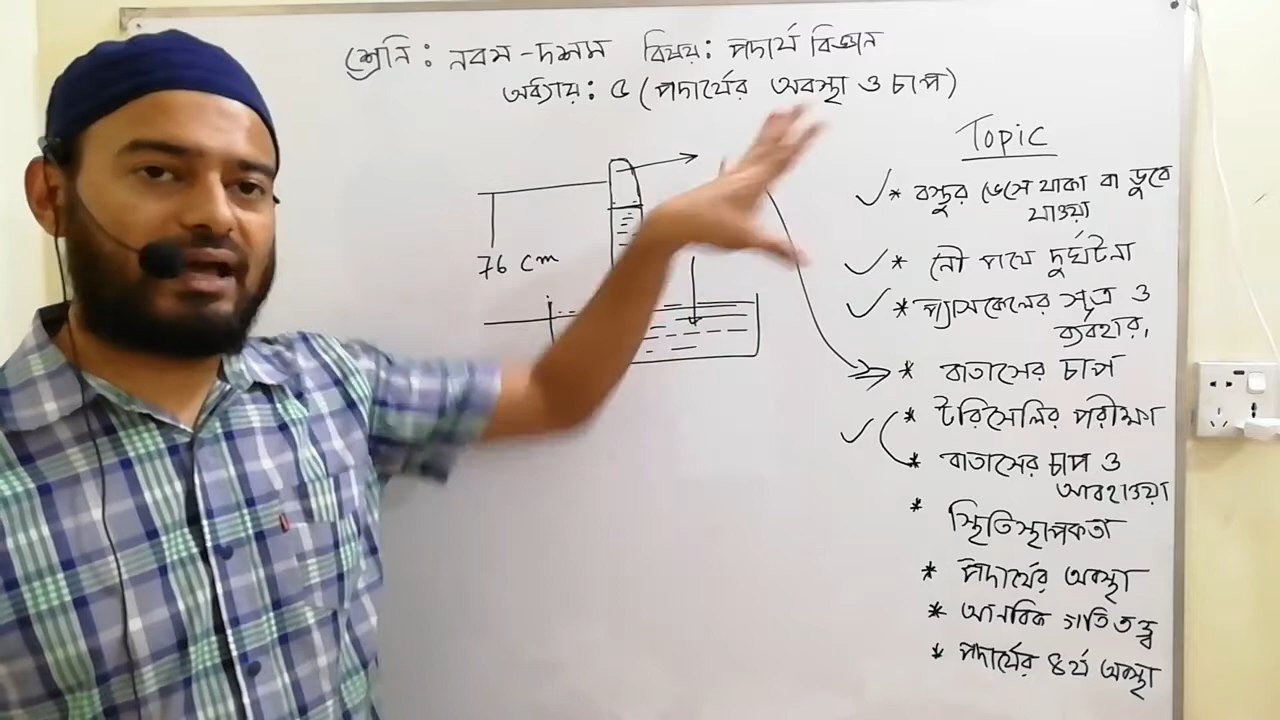 শ্রেনি : নবম - দশম বিষয় : পদার্থ বিজ্ঞান
অধ্যায় : ৫ (পদার্থের অবস্থা ও চাপ)
Topic
* বস্তুর ভেসে থাকা বা ডুবে
যাওয়া
* নৌ পথে দুর্ঘটনা
* প্যাসকেলের সূত্র ও
ব্যবহার,
* বাতাসের চাপ
* টরিসেলির পরীক্ষা
* বাতাসের চাপ ও
আবহাওয়া
* স্থিতিস্থাপকতা
* পদার্থের অবস্থা
* আনবিক গতিতত্ত্ব
* পদার্থের ৪র্থ অবস্থা
76 cm